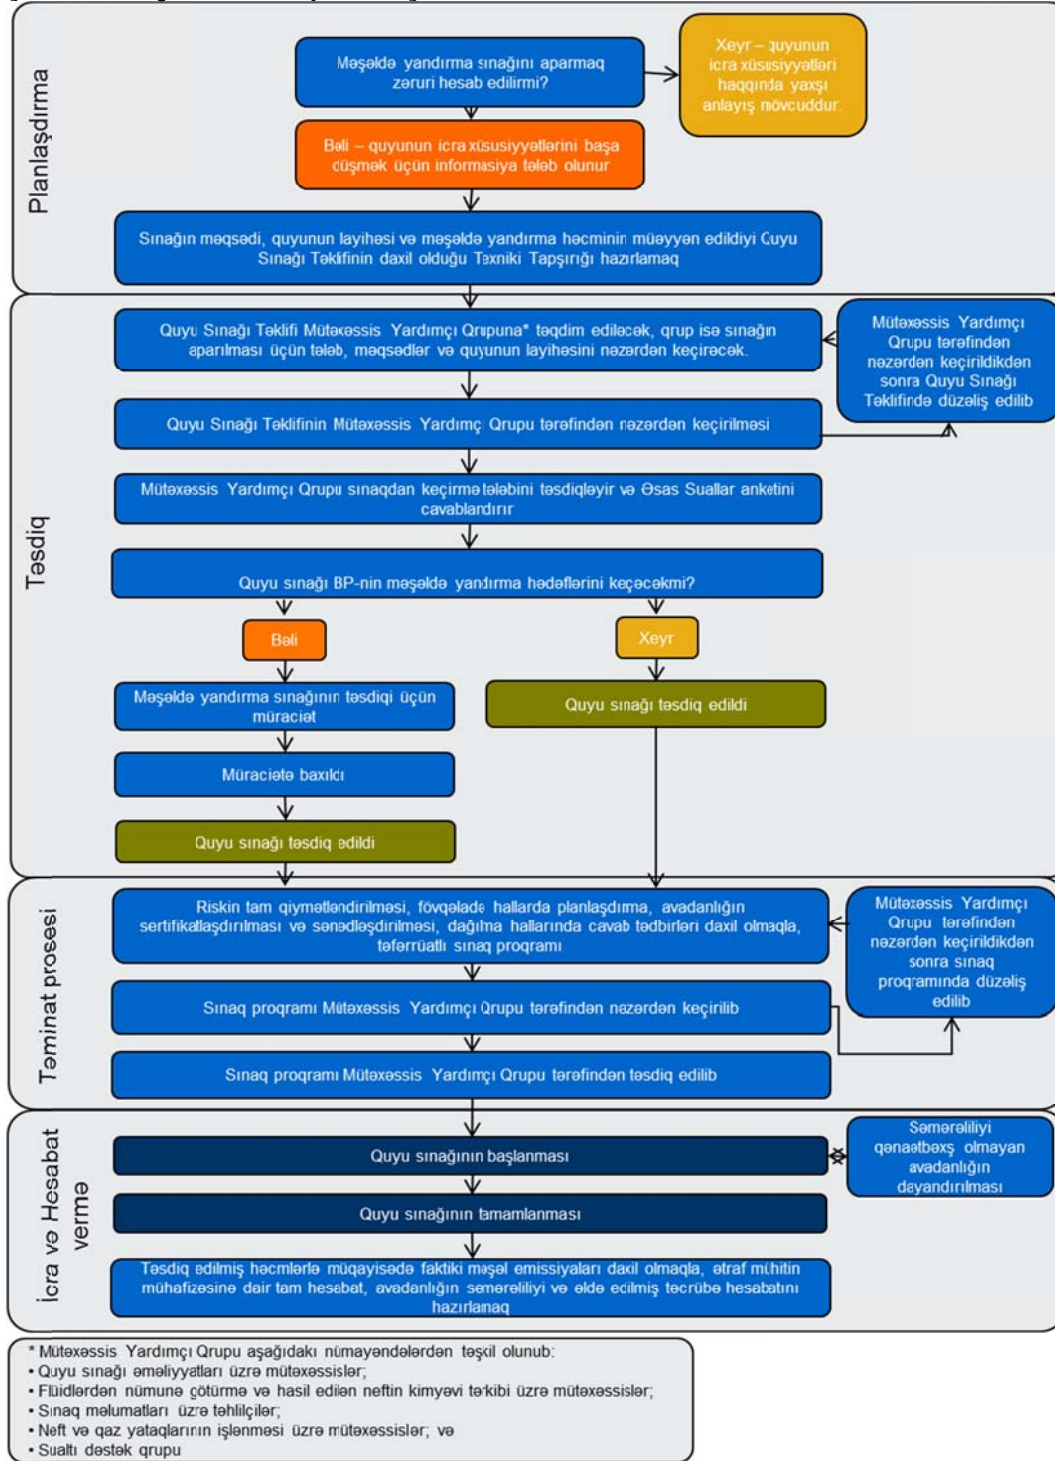 Planlaşdırma
Məşəldə yandırma sınağını aparmaq
zəruri hesab edilirmi?
Xeyr – quyunun
icra xüsusiyyətləri
haqqında yaxşı
anlayış mövcuddur.
Bəli – quyunun icra xüsusiyyətlərini başa
düşmək üçün informasiya tələb olunur
Sınağın məqsədi, quyunun layihəsi və məşəldə yandırma həcminin müəyyən edildiyi Quyu
Sınağı Təklifinin daxil olduğu Texniki Tapşırığı hazırlamaq
Təsdiq
Quyu Sınağı Təklifi Mütəxəssis Yardımçı Qrupuna* təqdim ediləcək, qrup isə sınağın
aparılması üçün tələb, məqsədlər və quyunun layihəsini nəzərdən keçirəcək.
Mütəxəssis Yardımçı
Qrupu tərəfindən
nəzərdən keçirildikdən
sonra Quyu Sınağı
Təklifində düzəliş edilib
Quyu Sınağı Təklifinin Mütəxəssis Yardımçı Qrupu tərəfindən nəzərdən keçirilməsi
Mütəxəssis Yardımçı Qrupu sınaqdan keçirmə tələbini təsdiqləyir və Əsas Suallar anketini
cavablandırır
Quyu sınağı BP-nin məşəldə yandırma hədəflərini keçəcəkmi?
Bəli
Xeyr
Məşəldə yandırma sınağının təsdiqi üçün
müraciət
Quyu sınağı təsdiq edildi
Müraciətə baxıldı
Quyu sınağı təsdiq edildi
Təminat prosesi
Riskin tam qiymətləndirilməsi, fövqəladə hallarda planlaşdırma, avadanlığın
sertifikatlaşdırılması və sənədləşdirilməsi, dağılma hallarında cavab tədbirləri daxil olmaqla,
təfərrüatlı sınaq proqramı
Mütəxəssis Yardımçı
Qrupu tərəfindən
nəzərdən keçirildikdən
sonra sınaq
proqramında düzəliş
edilib
Sınaq proqramı Mütəxəssis Yardımçı Qrupu tərəfindən nəzərdən keçirilib
Sınaq proqramı Mütəxəssis Yardımçı Qrupu tərəfindən təsdiq edilib
İcra və Hesabat
vermə
Quyu sınağının başlanması
Səmərəliliyi
qənaətbəxş olmayan
avadanlığın
dayandırılması
Quyu sınağının tamamlanması
Təsdiq edilmiş həcmlərlə müqayisədə faktiki məşəl emissiyaları daxil olmaqla, ətraf mühitin
mühafizəsinə dair tam hesabat, avadanlığın səmərəliliyi və əldə edilmiş təcrübə hesabatını
hazırlamaq
* Mütəxəssis Yardımçı Qrupu aşağıdakı nümayəndələrdən təşkil olunub:
• Quyu sınağı əməliyyatları üzrə mütəxəssislər;
• Flüidlərdən nümunə götürmə və hasil edilən neftin kimyəvi tərkibi üzrə mütəxəssislər;
• Sınaq məlumatları üzrə təhlilçilər;
• Neft və qaz yataqlarının işlənməsi üzrə mütəxəssislər; və
• Sualtı dəstək qrupu